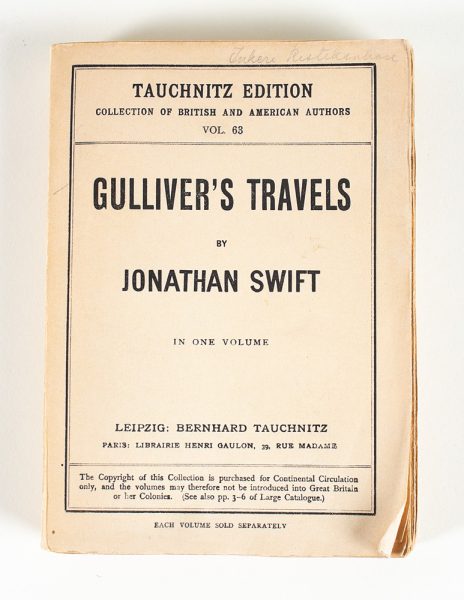 TAUCHNITZ EDITION
COLLECTION OF BRITISH AND AMERICAN AUTHORS
VOL. 63
GULLIVER'S TRAVELS
BY
JONATHAN SWIFT
IN ONE VOLUME
LEIPZIG: BERNHARD TAUCHNITZ
PARIS: LIBRAIRIE HENRI GAULON, 39, RUE MADAME
The Copyright of this Collection is purchased for Continental Circulation
only, and the volumes may therefore not be introduced into Great Britain
or her Colonies. (See also pp. 3-6 of Large Catalogue.)
EACH VOLUME SOLD SEPARATELY